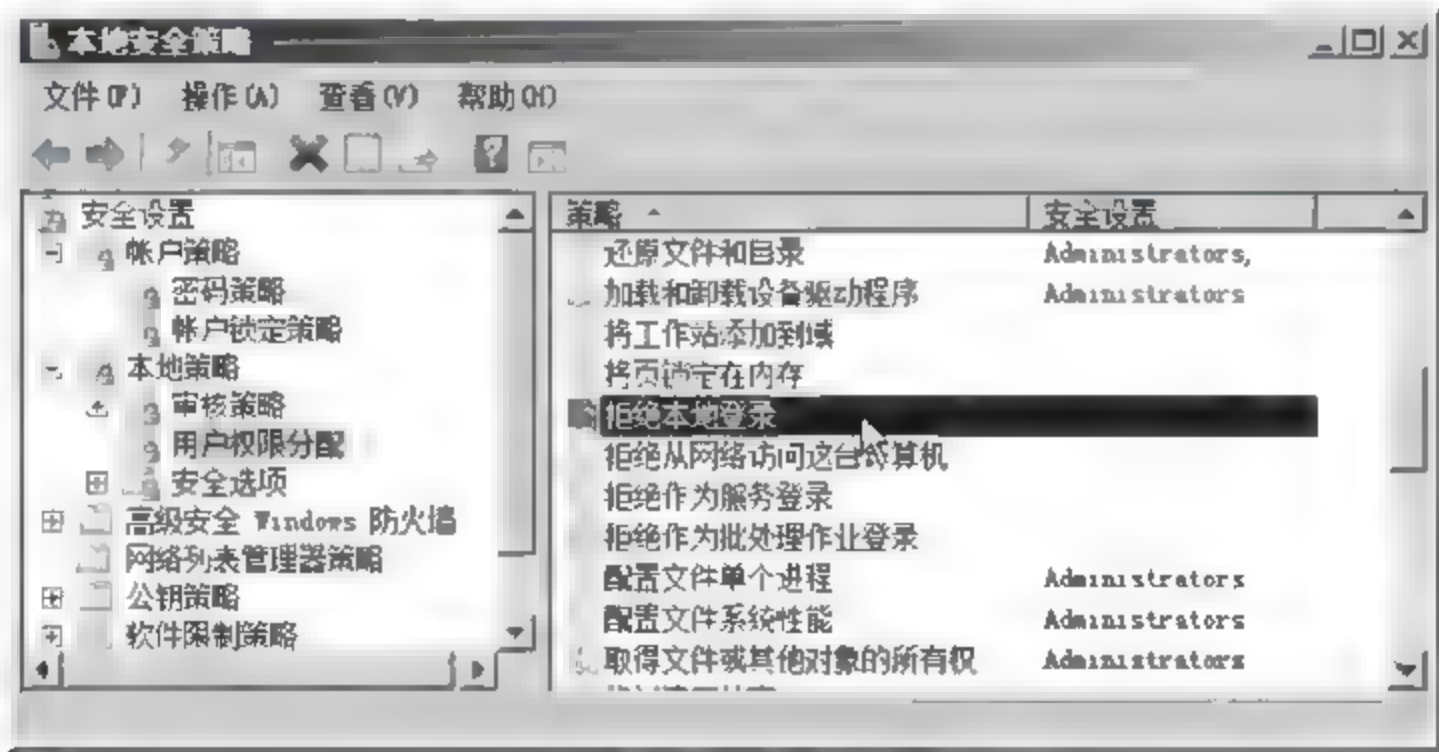 本地安全策略
文件(F) 操作(A) 查看(V) 帮助(H)
安全设置
帐户策略
密码策略
帐户锁定策略
本地策略
审核策略
用户权限分配
安全选项
高级安全 Windows 防火墙
网络列表管理器策略
公钥策略
软件限制策略
策略 安全设置
还原文件和目录 Administrators,
加载和卸载设备驱动程序 Administrators
将工作站添加到域
将页锁定在内存
拒绝本地登录
拒绝从网络访问这台计算机
拒绝作为服务登录
拒绝作为批处理作业登录
配置文件单个进程 Administrators
配置文件系统性能 Administrators
取得文件或其他对象的所有权 Administrators